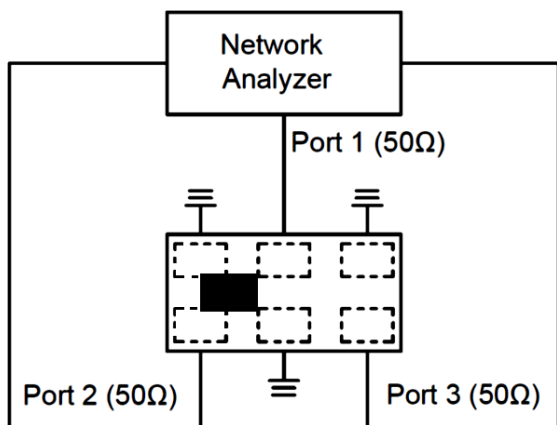 Network
Analyzer
Port 1 (50Ω)
Port 2 (50Ω)
Port 3 (50Ω)